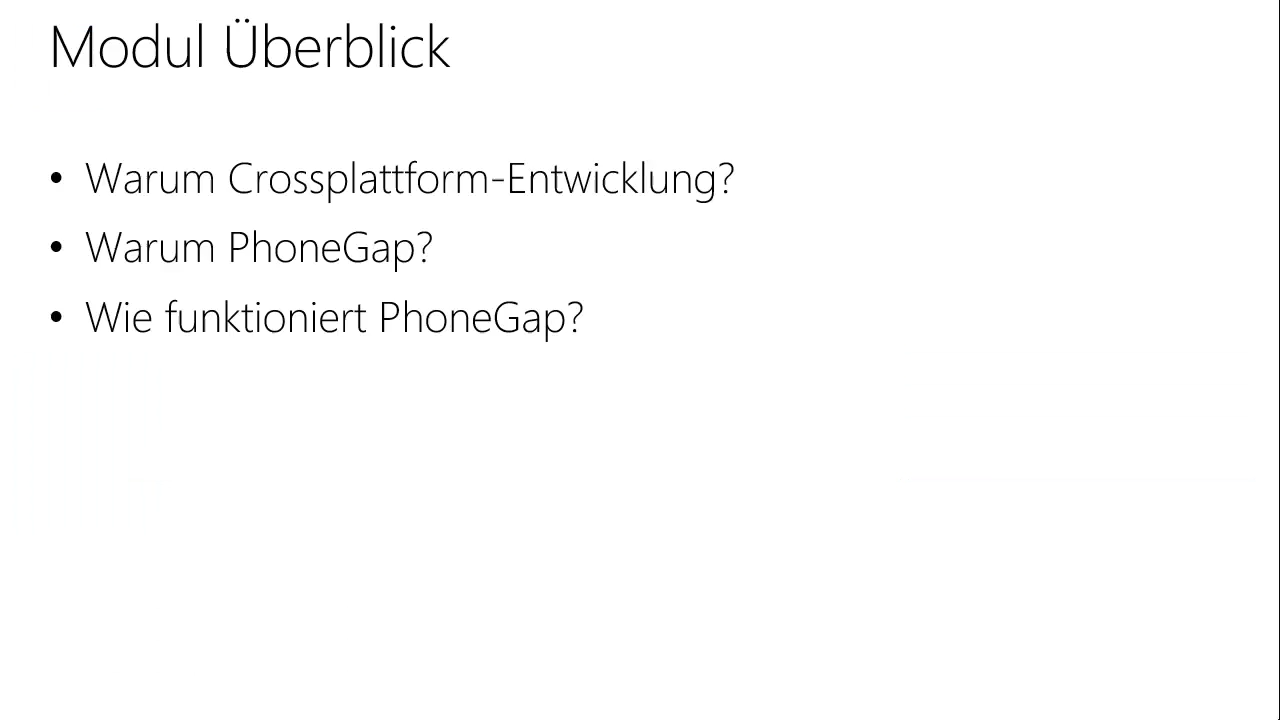 Modul Überblick
• Warum Crossplattform-Entwicklung?
• Warum PhoneGap?
• Wie funktioniert PhoneGap?